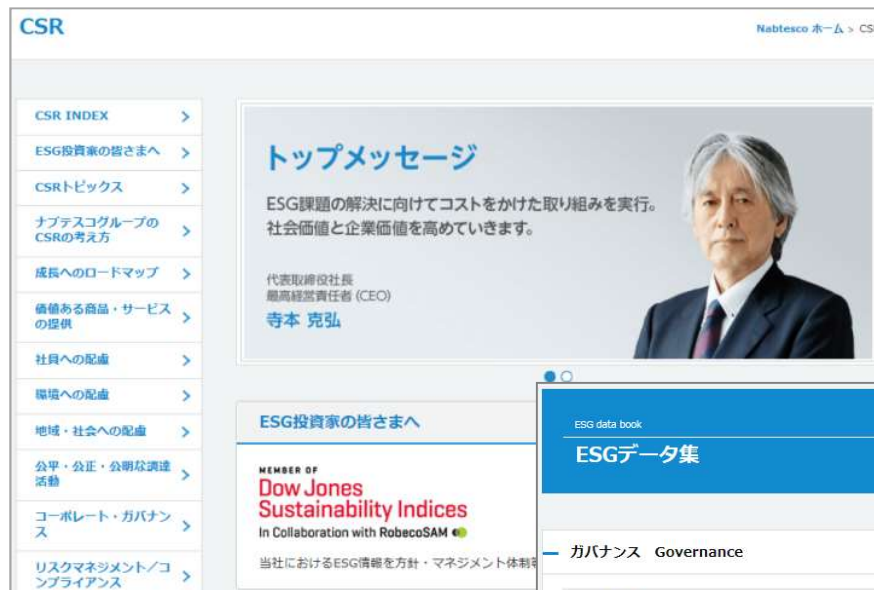 CSR
Nabtesco ホーム > CS
CSR INDEX
ESG投資家の皆さまへ
CSRトピックス
ナブテスコグループの
CSRの考え方
成長へのロードマップ
価値ある商品・サービス
の提供
社員への配慮
環境への配慮
地域・社会への配慮
公平・公正・公明な調達
活動
コーポレート・ガバナン
ス
リスクマネジメント/コ
ンプライアンス
トップメッセージ
ESG課題の解決に向けてコストをかけた取り組みを実行。
社会価値と企業価値を高めていきます。
代表取締役社長
最高経営責任者 (CEO)
寺本 克弘
ESG投資家の皆さまへ
MEMBER OF
Dow Jones
Sustainability Indices
In Collaboration with RobecoSAM
当社におけるESG情報を方針・マネジメント体制
ESG data book
ESGデータ集
ガバナンス Governance